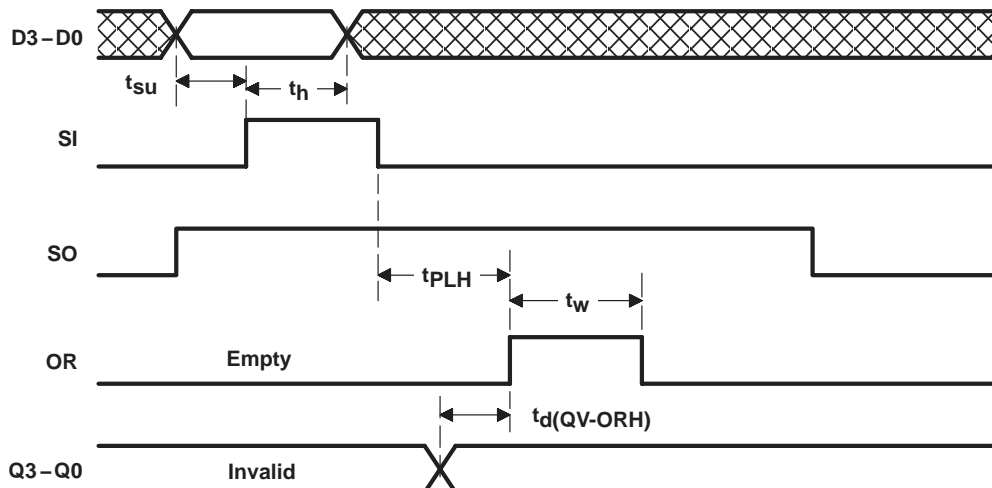 D3–D0
tsu
th
SI
SO
tPLH
tw
OR
Empty
td(QV-ORH)
Q3–Q0
Invalid